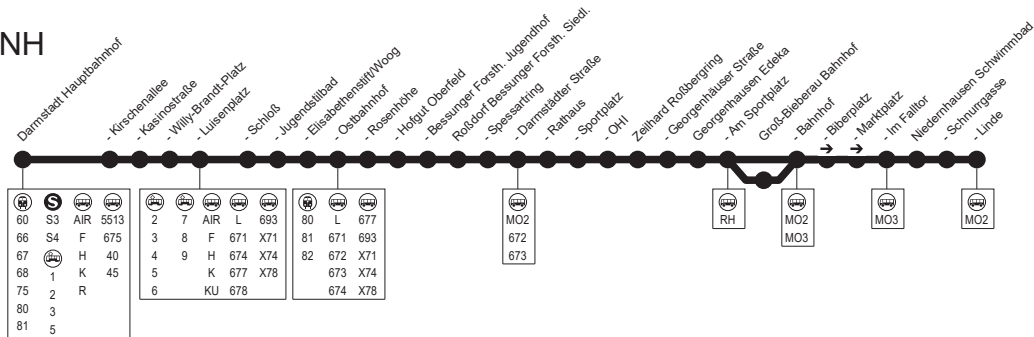 NH
Darmstadt Hauptbahnhof
- Kirschenallee
- Kasinostraße
- Willy-Brandt-Platz
- Luisenplatz
- Schloß
- Jugendstilbad
- Elisabethenstift/Woog
- Ostbahnhof
- Rosenhöhe
- Hofgut Oberfeld
- Bessunger Forsth. Jugendhof
Roßdorf Bessunger Forsth. Siedl.
- Spessartring
- Darmstädter Straße
- Rathaus
- Sportplatz
- OHI
Zeilhard Roßbergring
- Georgenhäuser Straße
Georgenhausen Edeka
- Am Sportplatz
Groß-Bieberau Bahnhof
- Bahnhof
- Biberplatz
- Marktplatz
- Im Falltor
Niedernhausen Schwimmbad
- Schnurrgasse
- Linde
→ →
S
60 S3 AIR 5513
66 S4 F 675
67 H 40
68 1 K 45
75 2 R
80 3
81 5
2 7 AIR L 693
3 8 F 671 X71
4 9 H 674 X74
5 K 677 X78
6 KU 678
80 L 677
81 671 693
82 672 X71
673 X74
674 X78
MO2
672
673
RH
MO2
MO3
MO3
MO2